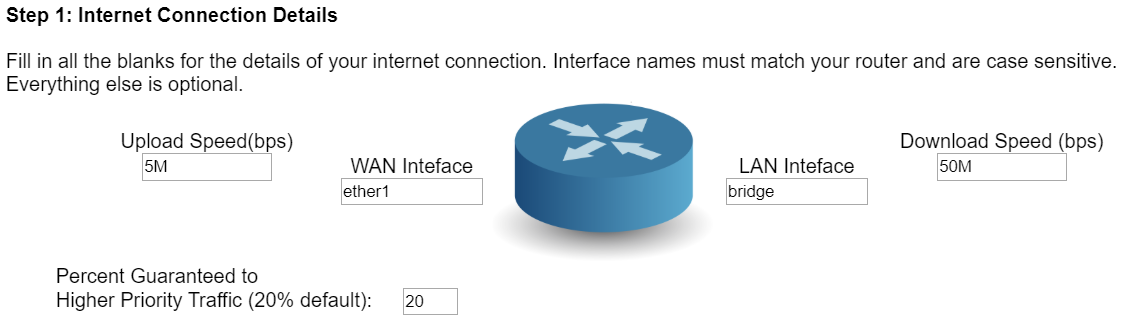 Step 1: Internet Connection Details
Fill in all the blanks for the details of your internet connection. Interface names must match your router and are case sensitive.
Everything else is optional.
Upload Speed(bps)
5M
WAN Inteface
ether1
LAN Inteface
bridge
Download Speed (bps)
50M
Percent Guaranteed to
Higher Priority Traffic (20% default):
20